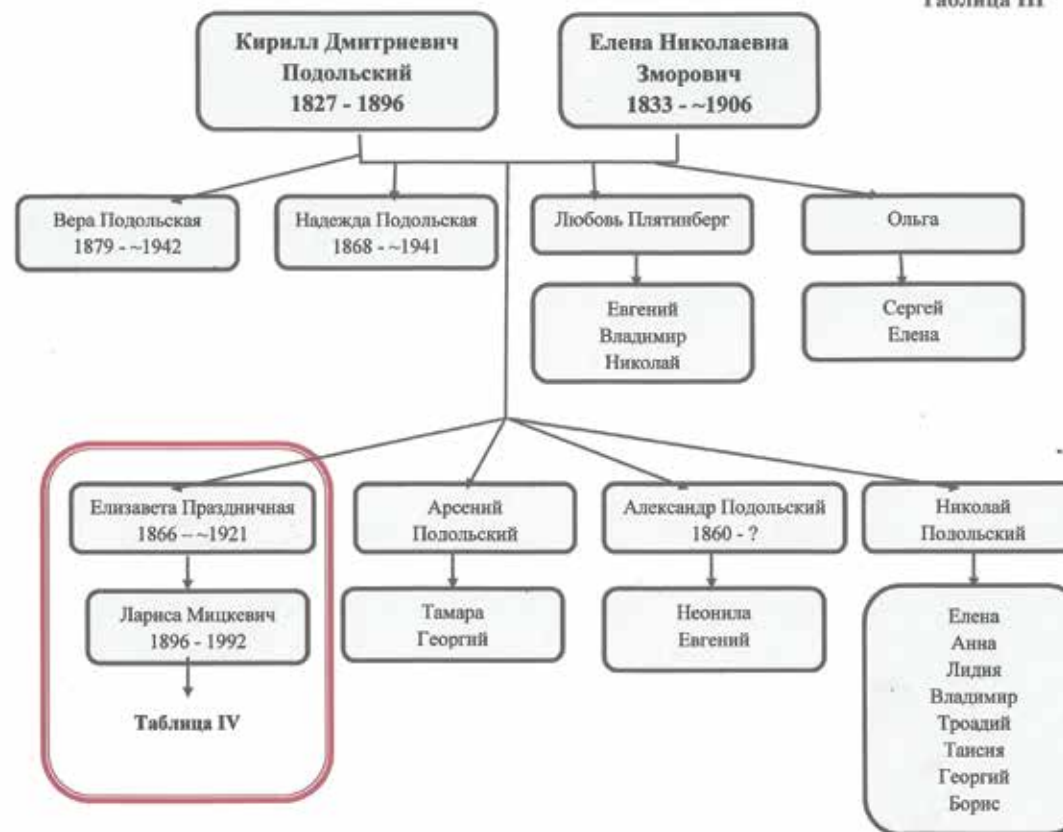 Таблица III
Кирилл Дмитриевич
Подольский
1827 - 1896
Елена Николаевна
Зморович
1833 - ~1906
Вера Подольская
1879 - ~1942
Надежда Подольская
1868 - ~1941
Любовь Плятинберг
Ольга
Евгений
Владимир
Николай
Сергей
Елена
Елизавета Праздничная
1866 – ~1921
Арсений
Подольский
Александр Подольский
1860 - ?
Николай
Подольский
Лариса Мицкевич
1896 - 1992
Тамара
Георгий
Неонила
Евгений
Елена
Анна
Лидия
Владимир
Троадий
Таисия
Георгий
Борис
Таблица IV